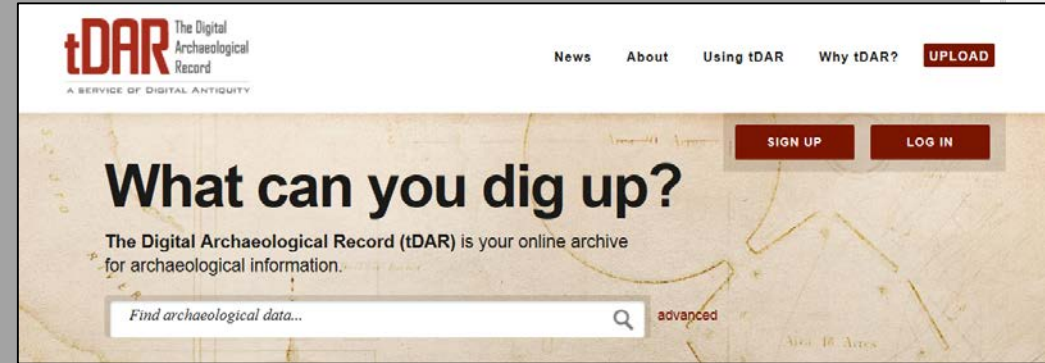 tDAR
The Digital
Archaeological
Record
A SERVICE OF DIGITAL ANTIQUITY
News About Using tDAR Why tDAR? UPLOAD
SIGN UP LOG IN
What can you dig up?
The Digital Archaeological Record (tDAR) is your online archive
for archaeological information.
Find archaeological data... advanced